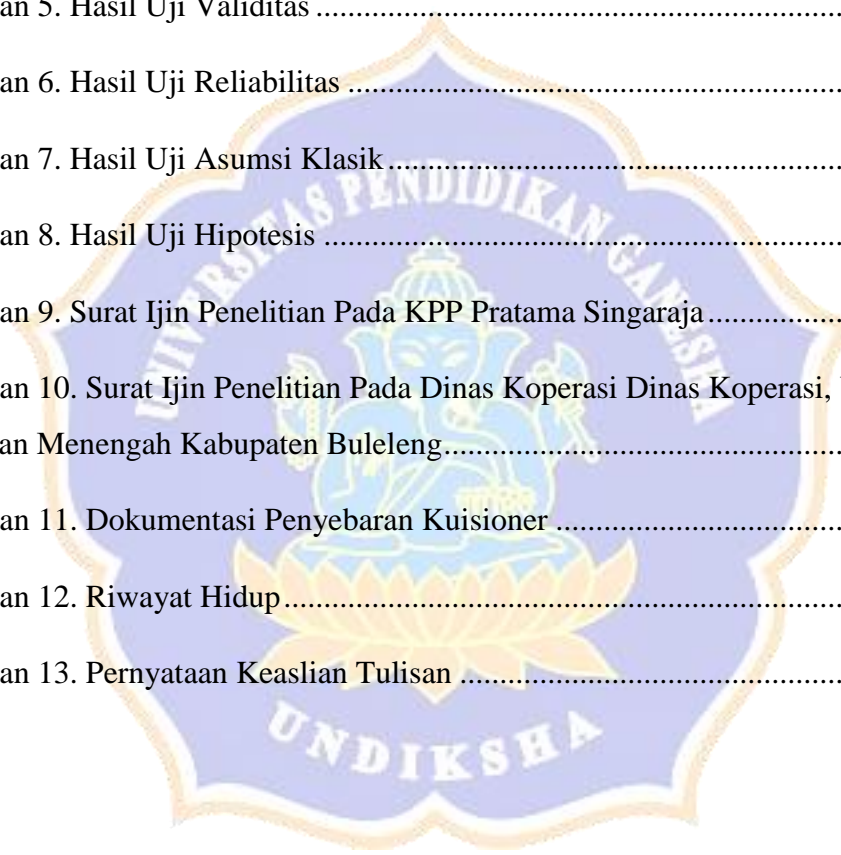 an 5. Hasil Uji Validitas ........................................................................
an 6. Hasil Uji Reliabilitas ....................................................................
an 7. Hasil Uji Asumsi Klasik ..............................................................
an 8. Hasil Uji Hipotesis .......................................................................
an 9. Surat Ijin Penelitian Pada KPP Pratama Singaraja ..................
an 10. Surat Ijin Penelitian Pada Dinas Koperasi Dinas Koperasi,
an Menengah Kabupaten Buleleng .......................................................
an 11. Dokumentasi Penyebaran Kuisioner .......................................
an 12. Riwayat Hidup ...........................................................................
an 13. Pernyataan Keaslian Tulisan ....................................................
UNIVERSITAS PENDIDIKAN GANESHA
UNDIKSHA